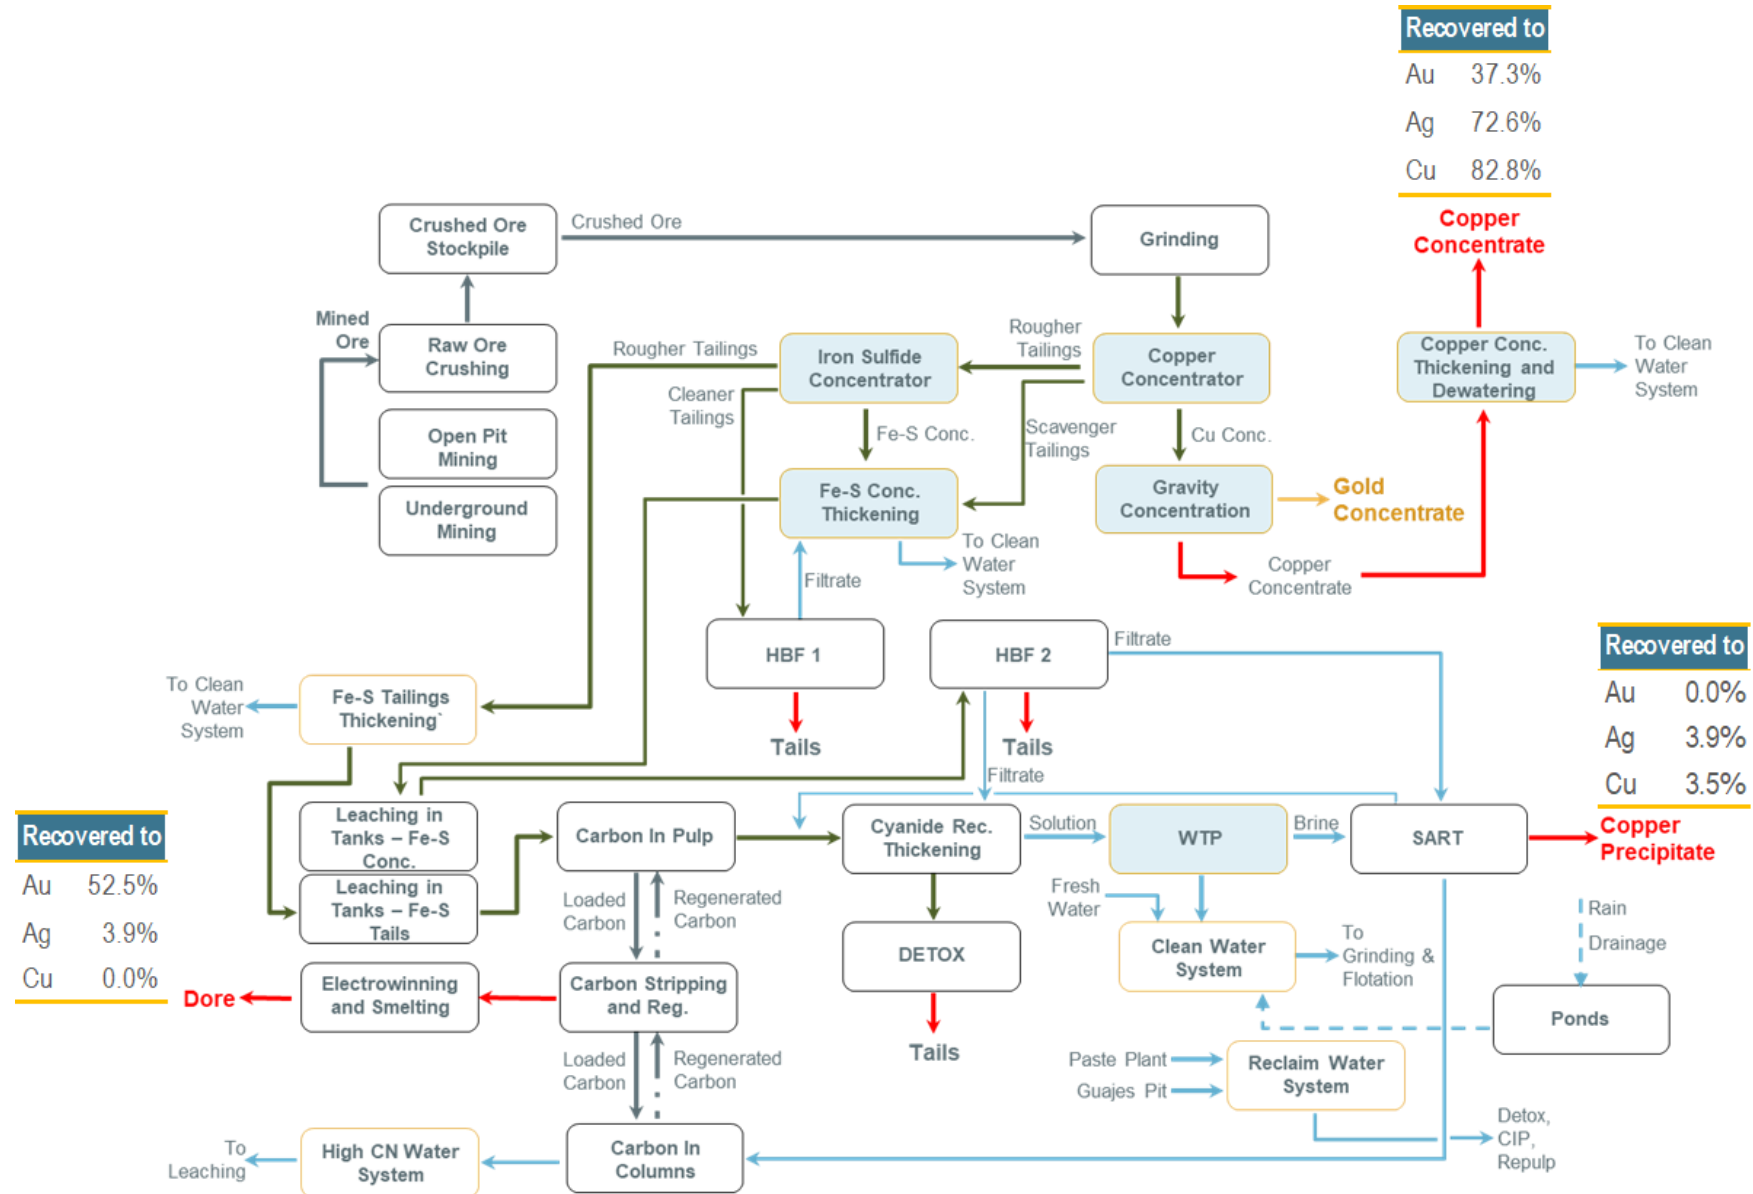 Recovered to
Au 37.3%
Ag 72.6%
Cu 82.8%
Copper
Concentrate
Crushed Ore
Stockpile
Crushed Ore
Grinding
Mined
Ore
Raw Ore
Crushing
Open Pit
Mining
Underground
Mining
Rougher Tailings
Iron Sulfide
Concentrator
Rougher
Tailings
Copper
Concentrator
Copper Conc.
Thickening and
Dewatering
To Clean
Water
System
Cleaner
Tailings
Fe-S Conc.
Scavenger
Tailings
Cu Conc.
Fe-S Conc.
Thickening
Gravity
Concentration
Gold
Concentrate
To Clean
Water
System
Filtrate
Copper
Concentrate
HBF 1
HBF 2
Filtrate
Tails
Tails
Filtrate
To Clean
Water
System
Fe-S Tailings
Thickening`
Recovered to
Au 0.0%
Ag 3.9%
Cu 3.5%
Copper
Precipitate
Recovered to
Au 52.5%
Ag 3.9%
Cu 0.0%
Dore
Leaching in
Tanks – Fe-S
Conc.
Leaching in
Tanks – Fe-S
Tails
Carbon In Pulp
Cyanide Rec.
Thickening
Solution
WTP
Brine
SART
Loaded
Carbon
Regenerated
Carbon
Fresh
Water
DETOX
Clean Water
System
To
Grinding &
Flotation
Rain
Drainage
Ponds
Electrowinning
and Smelting
Carbon Stripping
and Reg.
Tails
Loaded
Carbon
Regenerated
Carbon
Paste Plant
Guajes Pit
Reclaim Water
System
Detox,
CIP,
Repulp
To
Leaching
High CN Water
System
Carbon In
Columns